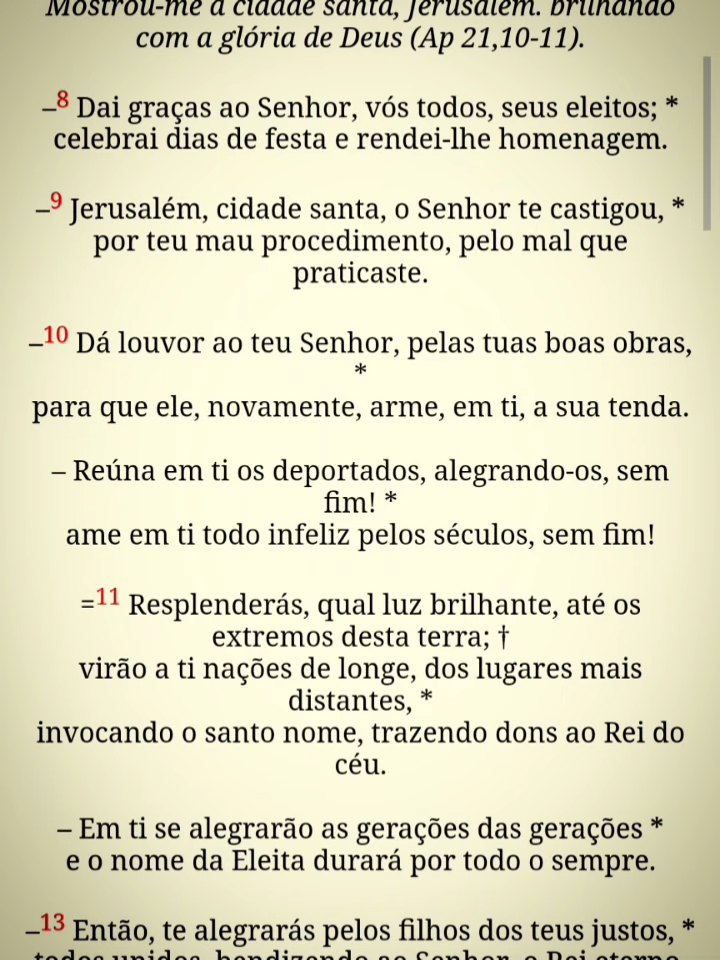 Mostrou-me a cidade santa, Jerusalém. brilhando
com a glória de Deus (Ap 21,10-11).
–8 Dai graças ao Senhor, vós todos, seus eleitos; *
celebrai dias de festa e rendei-lhe homenagem.
–9 Jerusalém, cidade santa, o Senhor te castigou, *
por teu mau procedimento, pelo mal que
praticaste.
–10 Dá louvor ao teu Senhor, pelas tuas boas obras,
*
para que ele, novamente, arme, em ti, a sua tenda.
– Reúna em ti os deportados, alegrando-os, sem
fim! *
ame em ti todo infeliz pelos séculos, sem fim!
=11 Resplenderás, qual luz brilhante, até os
extremos desta terra; †
virão a ti nações de longe, dos lugares mais
distantes, *
invocando o santo nome, trazendo dons ao Rei do
céu.
– Em ti se alegrarão as gerações das gerações *
e o nome da Eleita durará por todo o sempre.
–13 Então, te alegrarás pelos filhos dos teus justos, *
todos unidos, bendizendo ao Senhor, o Rei eterno.